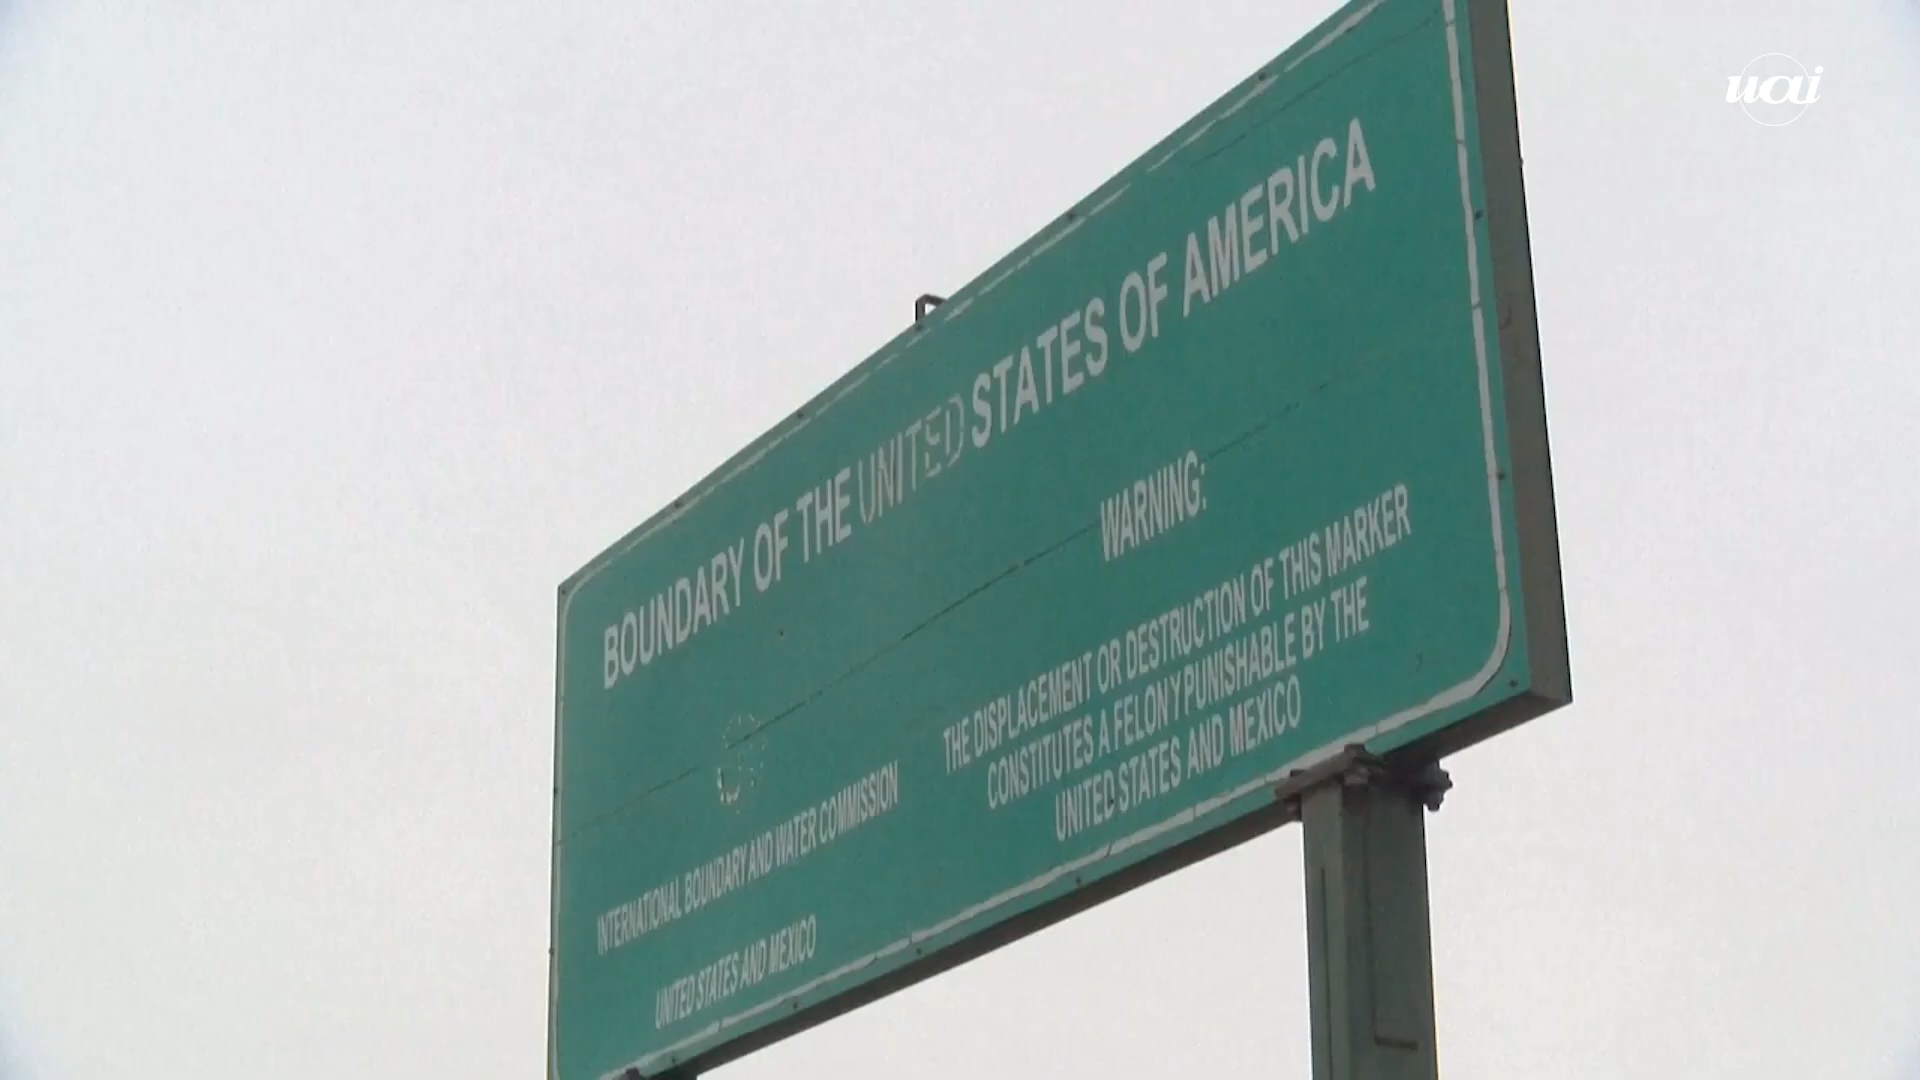 uai
BOUNDARY OF THE UNITED STATES OF AMERICA
WARNING:
THE DISPLACEMENT OR DESTRUCTION OF THIS MARKER
CONSTITUTES A FELONY PUNISHABLE BY THE
UNITED STATES AND MEXICO
INTERNATIONAL BOUNDARY AND WATER COMMISSION
UNITED STATES AND MEXICO